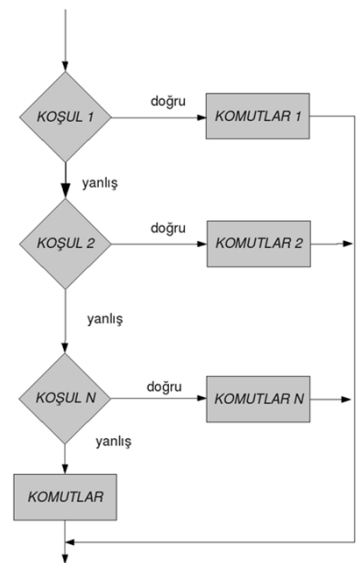 KOŞUL 1
doğru
KOMUTLAR 1
yanlış
KOŞUL 2
doğru
KOMUTLAR 2
yanlış
KOŞUL N
doğru
KOMUTLAR N
yanlış
KOMUTLAR